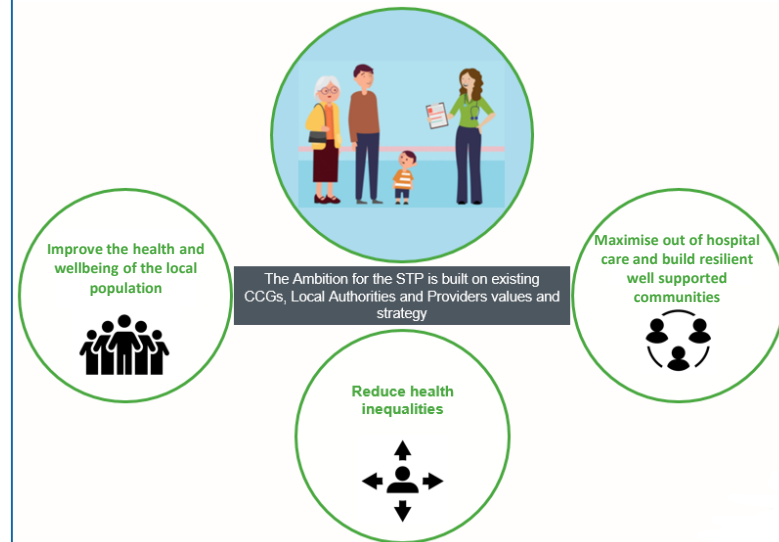 Improve the health and
wellbeing of the local
population
The Ambition for the STP is built on existing
CCGs, Local Authorities and Providers values and
strategy
Maximise out of hospital
care and build resilient
well supported
communities
Reduce health
inequalities